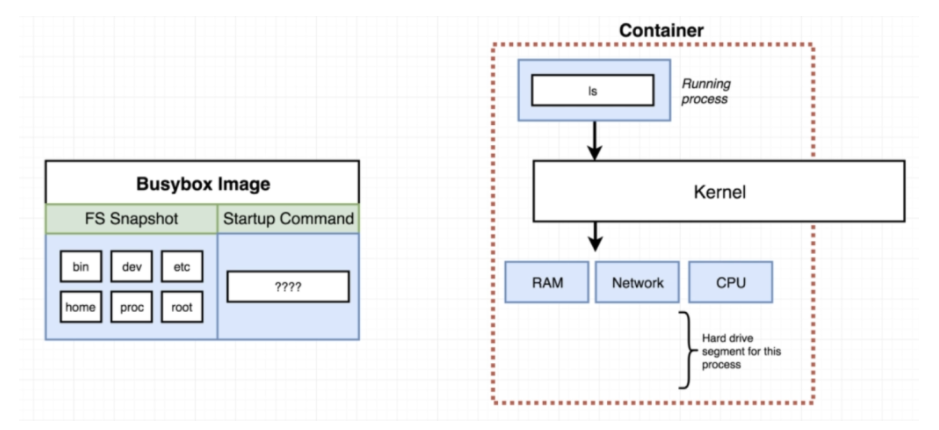 Container
ls
Running
process
Kernel
Busybox Image
FS Snapshot
Startup Command
bin
dev
etc
home
proc
root
????
RAM
Network
CPU
Hard drive
segment for this
process